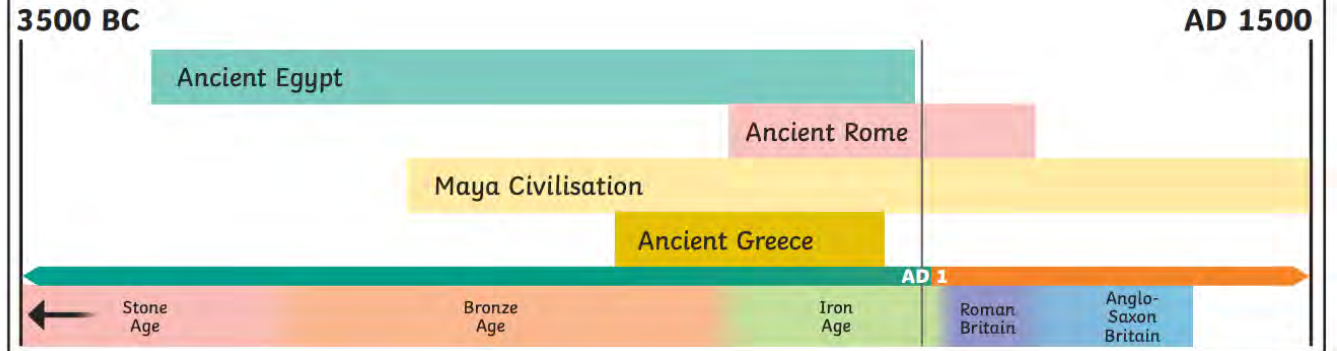 3500 BC
AD 1500
Ancient Egypt
Ancient Rome
Maya Civilisation
Ancient Greece
AD 1
Stone
Age
Bronze
Age
Iron
Age
Roman
Britain
Anglo-
Saxon
Britain